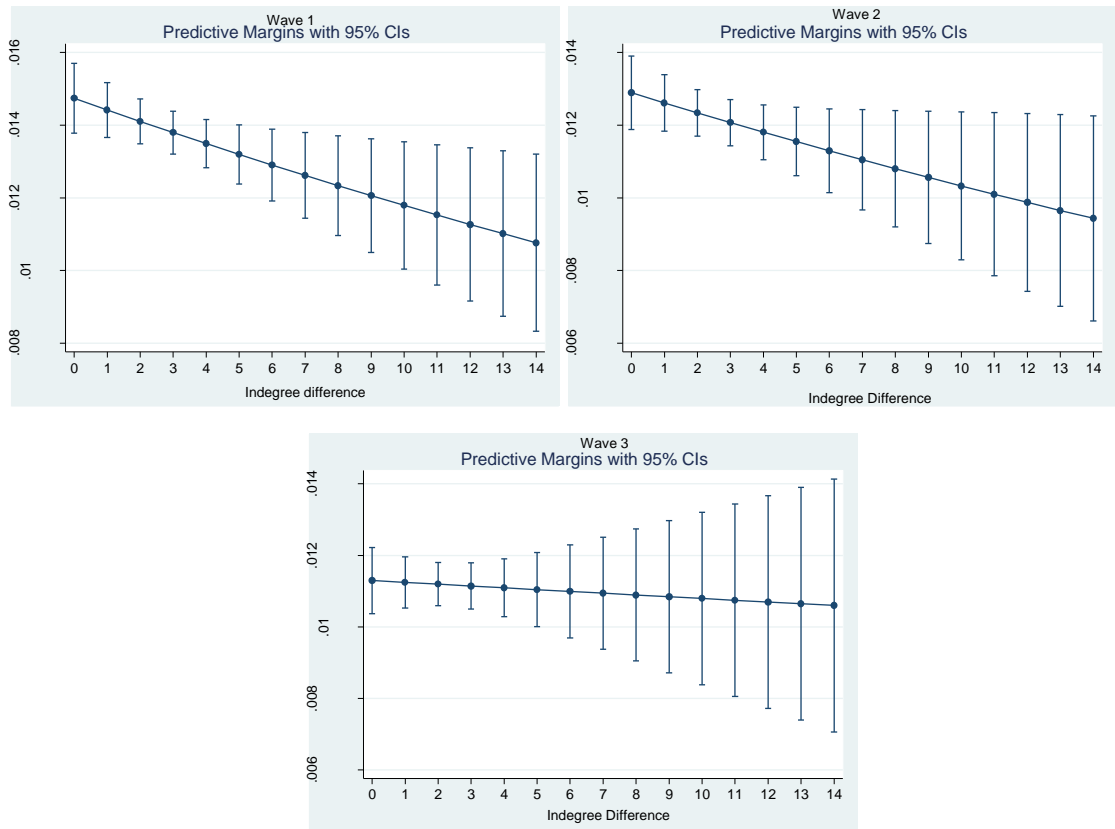 Wave 1
Predictive Margins with 95% CIs
.016
.014
.012
.01
.008
0 1 2 3 4 5 6 7 8 9 10 11 12 13 14
Indegree difference
Wave 2
Predictive Margins with 95% CIs
.014
.012
.01
.008
.006
0 1 2 3 4 5 6 7 8 9 10 11 12 13 14
Indegree Difference
Wave 3
Predictive Margins with 95% CIs
.014
.012
.01
.008
.006
0 1 2 3 4 5 6 7 8 9 10 11 12 13 14
Indegree Difference